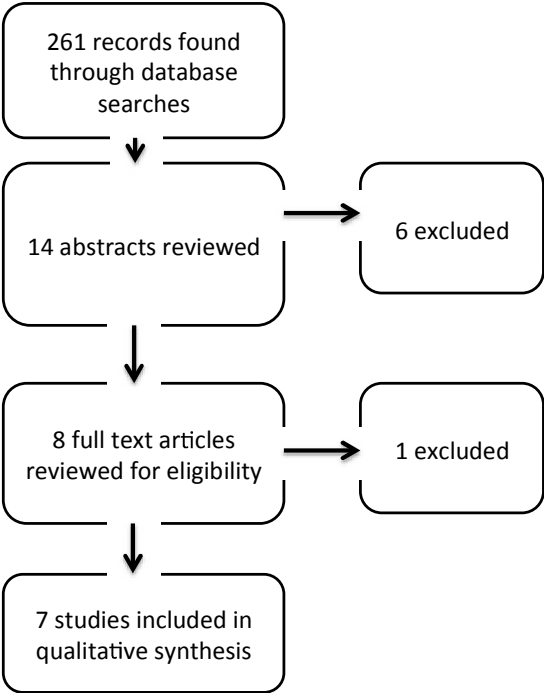 261 records found
through database
searches
14 abstracts reviewed
6 excluded
8 full text articles
reviewed for eligibility
1 excluded
7 studies included in
qualitative synthesis